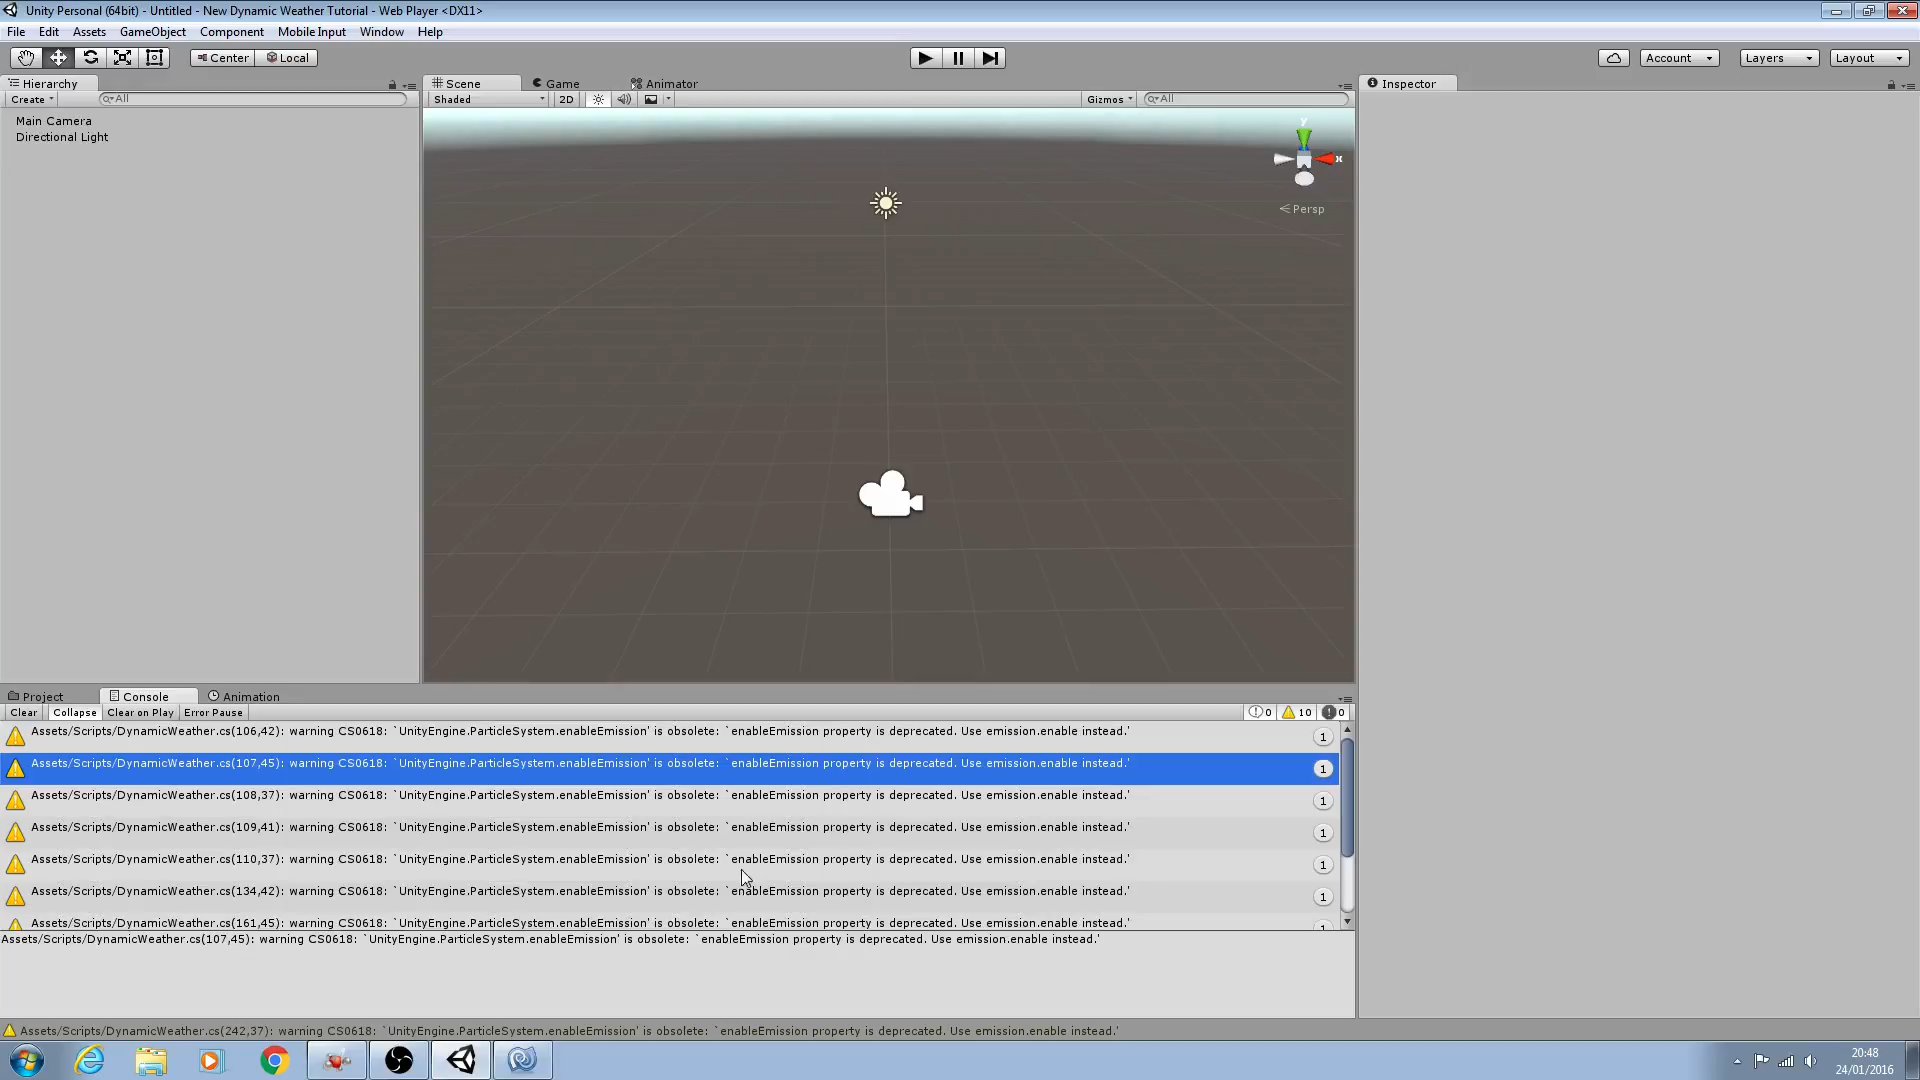 Unity Personal (64bit) - Untitled - New Dynamic Weather Tutorial - Web Player <DX11>
File Edit Assets GameObject Component Mobile Input Window Help
Center Local Account Layers Layout
Hierarchy Scene Game Animator Inspector
Create All Shaded 2D Gizmos All
Main Camera
Directional Light
y
x
Persp
Project Console Animation
Clear Collapse Clear on Play Error Pause 0 10 0
Assets/Scripts/DynamicWeather.cs(106,42): warning CS0618: `UnityEngine.ParticleSystem.enableEmission' is obsolete: `enableEmission property is deprecated. Use emission.enable instead.' 1
Assets/Scripts/DynamicWeather.cs(107,45): warning CS0618: `UnityEngine.ParticleSystem.enableEmission' is obsolete: `enableEmission property is deprecated. Use emission.enable instead.' 1
Assets/Scripts/DynamicWeather.cs(108,37): warning CS0618: `UnityEngine.ParticleSystem.enableEmission' is obsolete: `enableEmission property is deprecated. Use emission.enable instead.' 1
Assets/Scripts/DynamicWeather.cs(109,41): warning CS0618: `UnityEngine.ParticleSystem.enableEmission' is obsolete: `enableEmission property is deprecated. Use emission.enable instead.' 1
Assets/Scripts/DynamicWeather.cs(110,37): warning CS0618: `UnityEngine.ParticleSystem.enableEmission' is obsolete: `enableEmission property is deprecated. Use emission.enable instead.' 1
Assets/Scripts/DynamicWeather.cs(134,42): warning CS0618: `UnityEngine.ParticleSystem.enableEmission' is obsolete: `enableEmission property is deprecated. Use emission.enable instead.' 1
Assets/Scripts/DynamicWeather.cs(161,45): warning CS0618: `UnityEngine.ParticleSystem.enableEmission' is obsolete: `enableEmission property is deprecated. Use emission.enable instead.'
Assets/Scripts/DynamicWeather.cs(107,45): warning CS0618: `UnityEngine.ParticleSystem.enableEmission' is obsolete: `enableEmission property is deprecated. Use emission.enable instead.'
Assets/Scripts/DynamicWeather.cs(242,37): warning CS0618: `UnityEngine.ParticleSystem.enableEmission' is obsolete: `enableEmission property is deprecated. Use emission.enable instead.'
20:48
24/01/2016